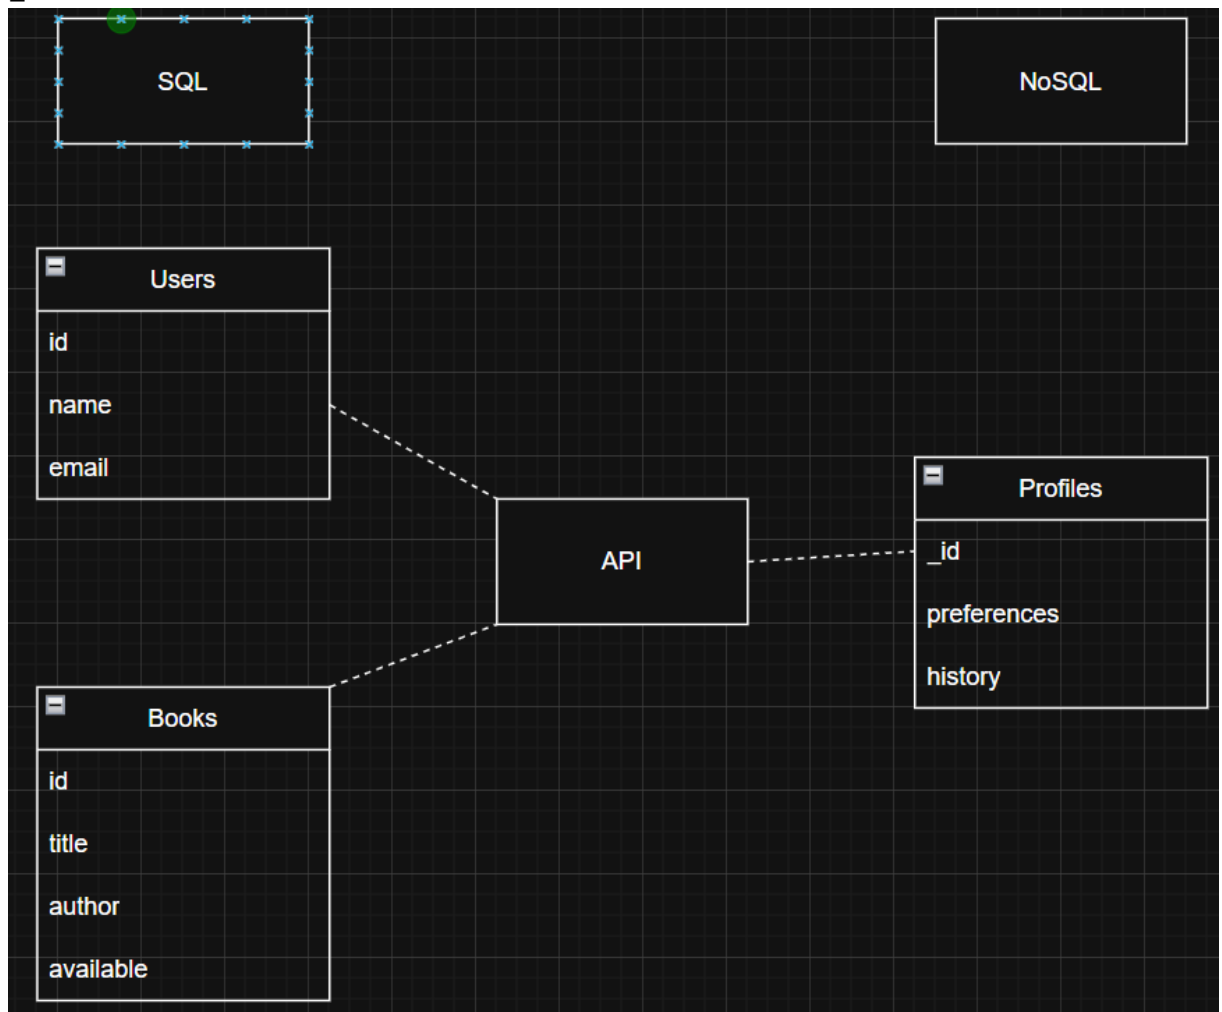 SQL
NoSQL
Users
id
name
email
API
Profiles
_id
preferences
history
Books
id
title
author
available